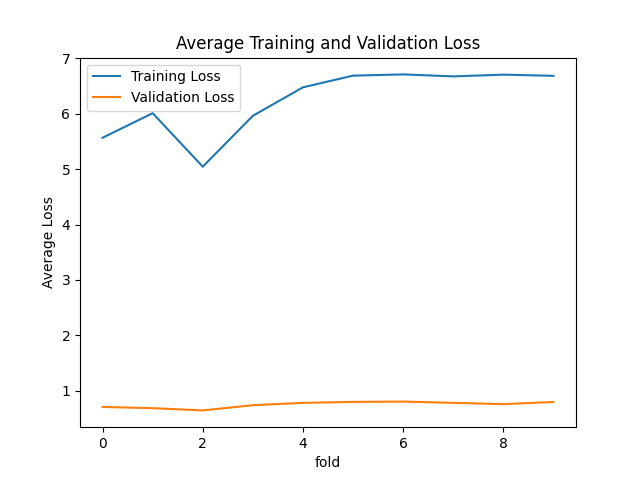 Average Training and Validation Loss
Training Loss
Validation Loss
Average Loss
7
6
5
4
3
2
1
0 2 4 6 8
fold